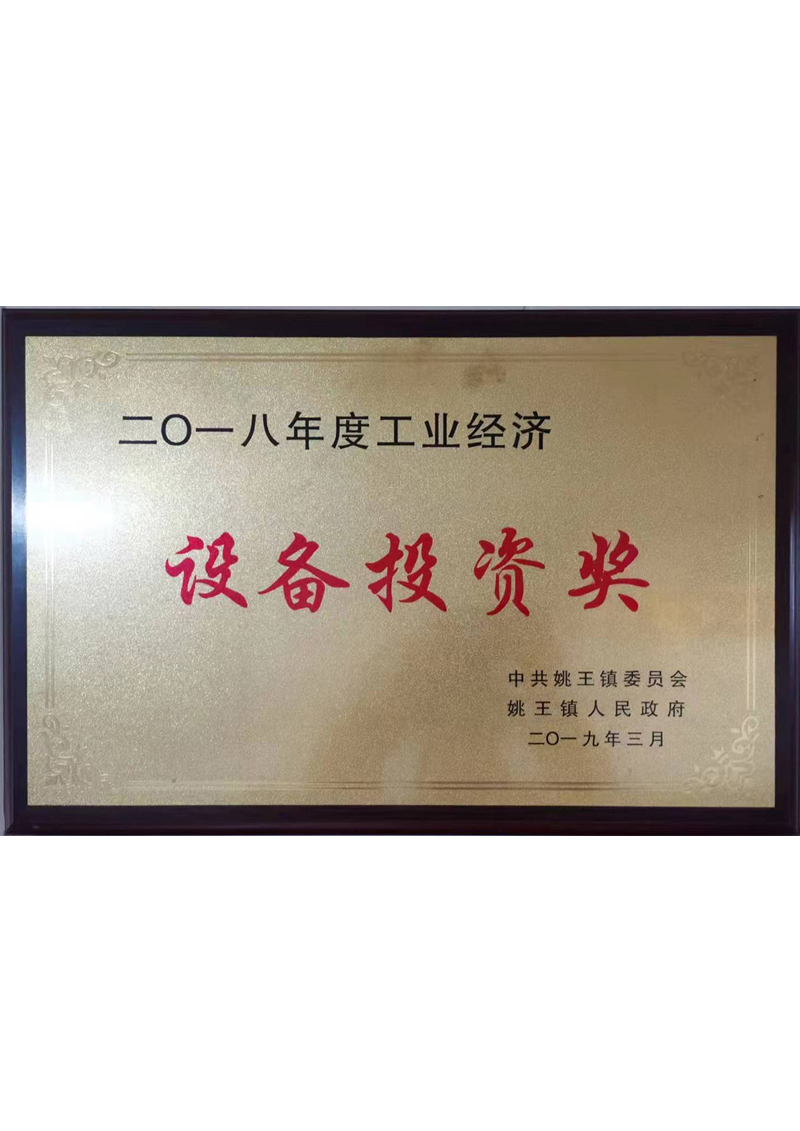 二〇一八年度工业经济
设备投资奖
中共姚王镇委员会
姚王镇人民政府
二〇一九年三月